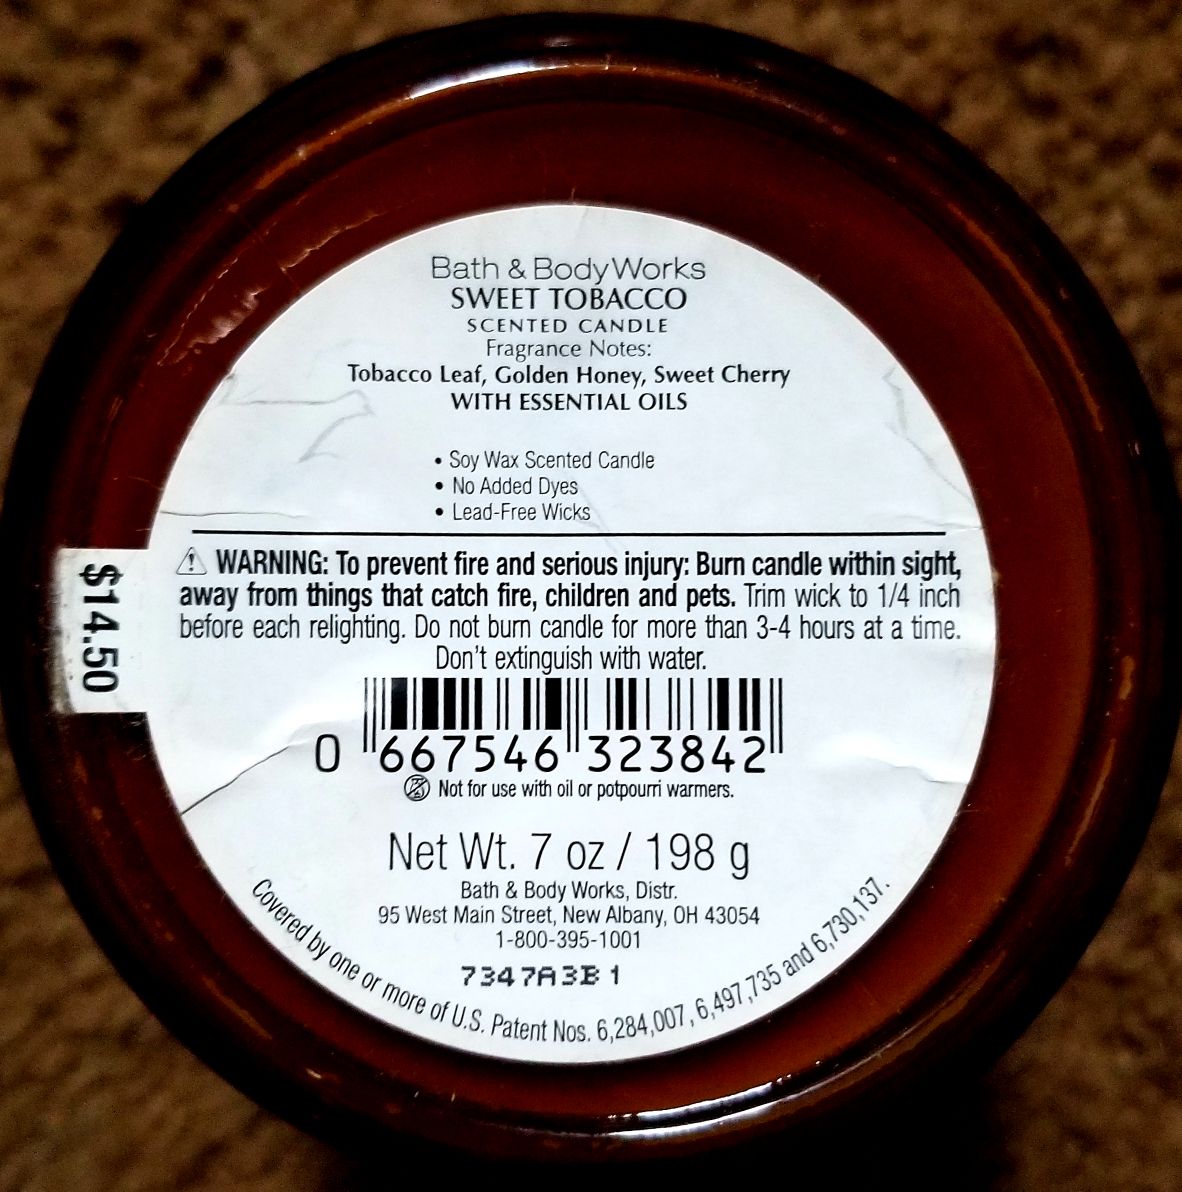 Bath & Body Works
SWEET TOBACCO
SCENTED CANDLE
Fragrance Notes:
Tobacco Leaf, Golden Honey, Sweet Cherry
WITH ESSENTIAL OILS
• Soy Wax Scented Candle
• No Added Dyes
• Lead-Free Wicks
⚠ WARNING: To prevent fire and serious injury: Burn candle within sight,
away from things that catch fire, children and pets. Trim wick to 1/4 inch
before each relighting. Do not burn candle for more than 3-4 hours at a time.
Don't extinguish with water.
$14.50
0 667546 323842
Not for use with oil or potpourri warmers.
Net Wt. 7 oz / 198 g
Bath & Body Works, Distr.
95 West Main Street, New Albany, OH 43054
1-800-395-1001
7347A3B1
Covered by one or more of U.S. Patent Nos. 6,284,007, 6,497,735 and 6,730,137.